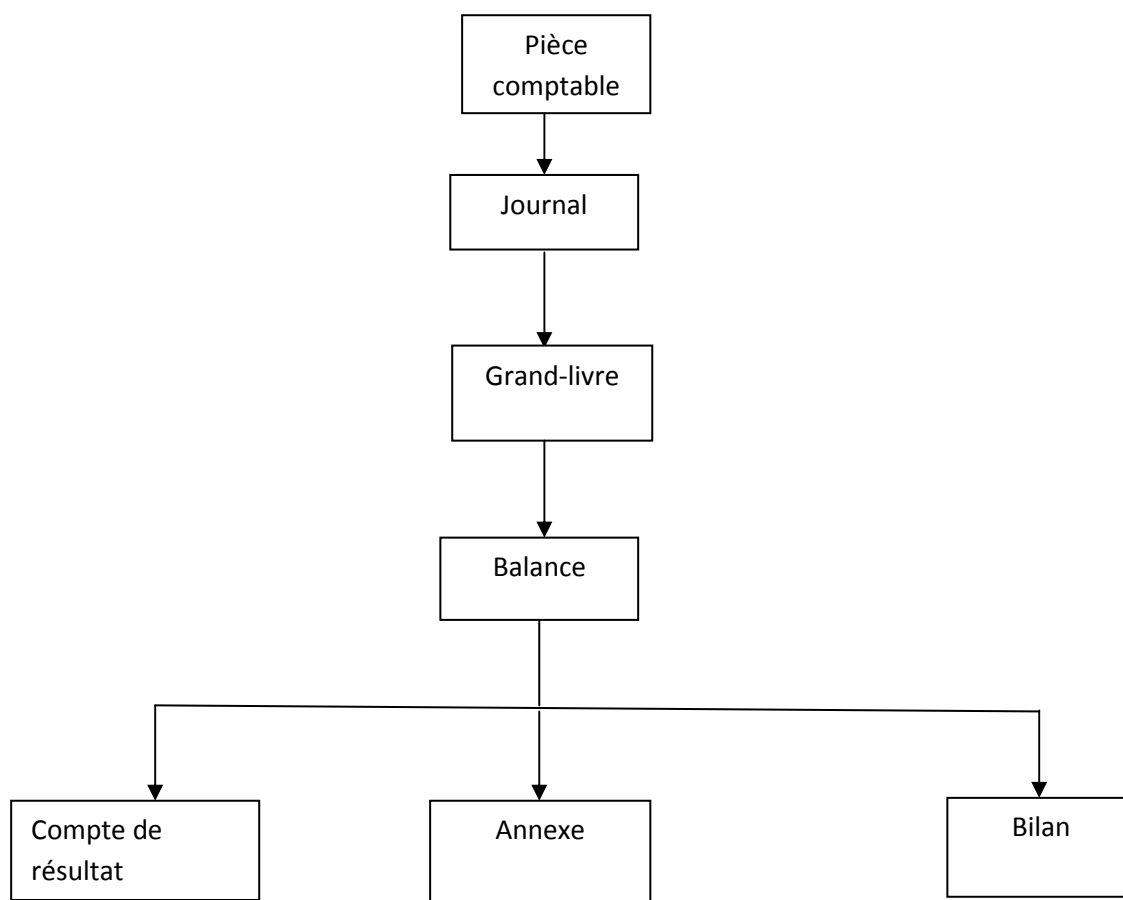 Pièce
comptable
Journal
Grand-livre
Balance
Compte de
résultat
Annexe
Bilan